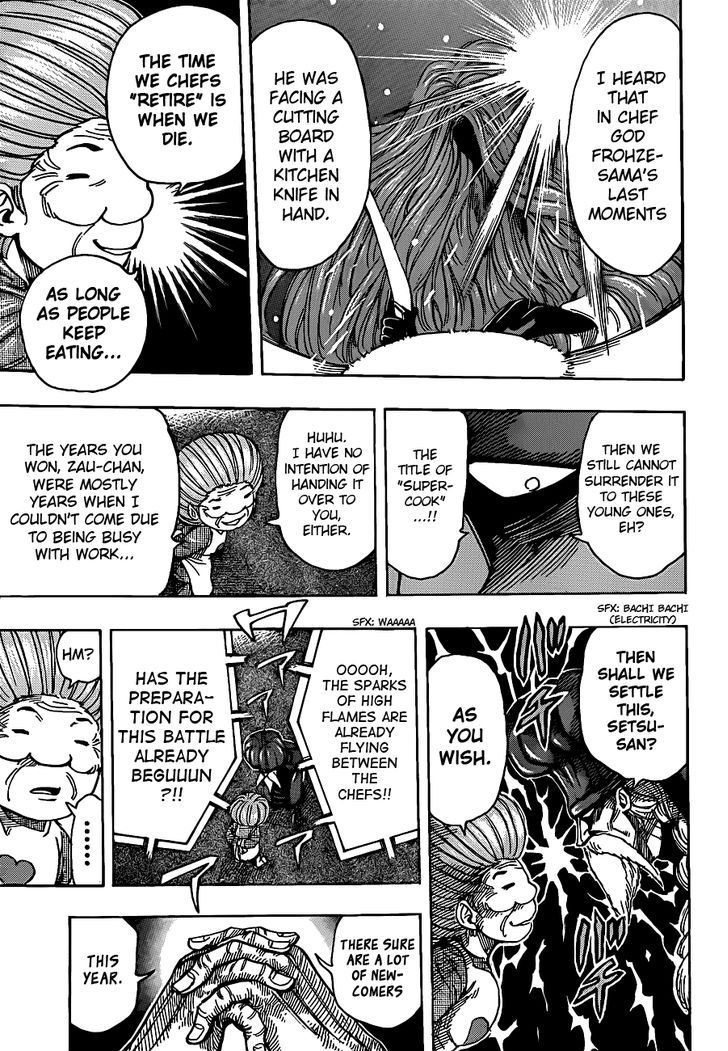 I HEARD
THAT
IN CHEF
GOD
FROHZE-
SAMA'S
LAST
MOMENTS
HE WAS
FACING A
CUTTING
BOARD
WITH A
KITCHEN
KNIFE IN
HAND.
THE TIME
WE CHEFS
"RETIRE" IS
WHEN WE
DIE.
AS LONG
AS PEOPLE
KEEP
EATING...
THEN WE
STILL CANNOT
SURRENDER IT
TO THESE
YOUNG ONES,
EH?
THE
TITLE OF
"SUPER-
COOK"
...!!
HUHU.
I HAVE NO
INTENTION OF
HANDING IT
OVER TO
YOU,
EITHER.
THE YEARS YOU
WON, ZAU-CHAN,
WERE MOSTLY
YEARS WHEN I
COULDN'T COME DUE
TO BEING BUSY
WITH WORK...
SFX: BACHI BACHI
(ELECTRICITY)
THEN
SHALL WE
SETTLE
THIS,
SETSU-
SAN?
バチ
バチ
AS
YOU
WISH.
SFX: WAAAAA
OOOOH,
THE SPARKS
OF HIGH
FLAMES ARE
ALREADY
FLYING
BETWEEN
THE
CHEFS!!
HAS THE
PREPARA-
TION FOR
THIS BATTLE
ALREADY
BEGUUUN
?!!
HM?
....
THERE SURE
ARE A LOT
OF NEW-
COMERS
THIS
YEAR.